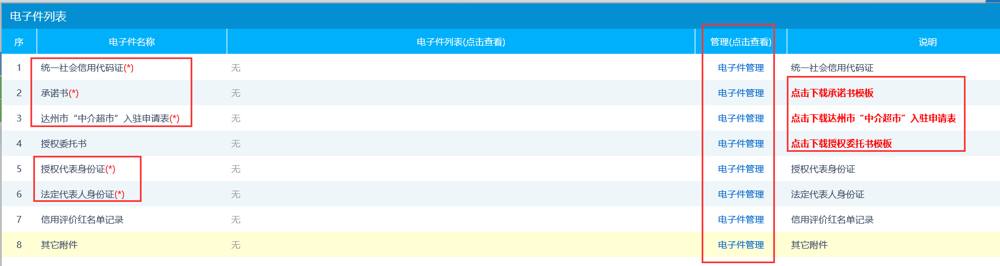 电子件列表
序 电子件名称 电子件列表(点击查看) 管理(点击查看) 说明
1 统一社会信用代码证(*) 无 电子件管理 统一社会信用代码证
2 承诺书(*) 无 电子件管理 点击下载承诺书模板
3 达州市“中介超市”入驻申请表(*) 无 电子件管理 点击下载达州市“中介超市”入驻申请表
4 授权委托书 无 电子件管理 点击下载授权委托书模板
5 授权代表身份证(*) 无 电子件管理 授权代表身份证
6 法定代表人身份证(*) 无 电子件管理 法定代表人身份证
7 信用评价红名单记录 无 电子件管理 信用评价红名单记录
8 其它附件 无 电子件管理 其它附件